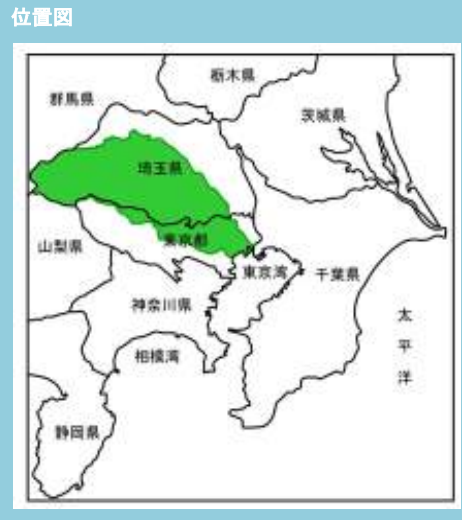 位置図
栃木県
群馬県
茨城県
埼玉県
東京都
山梨県
東京湾
千葉県
神奈川県
太平洋
相模湾
静岡県